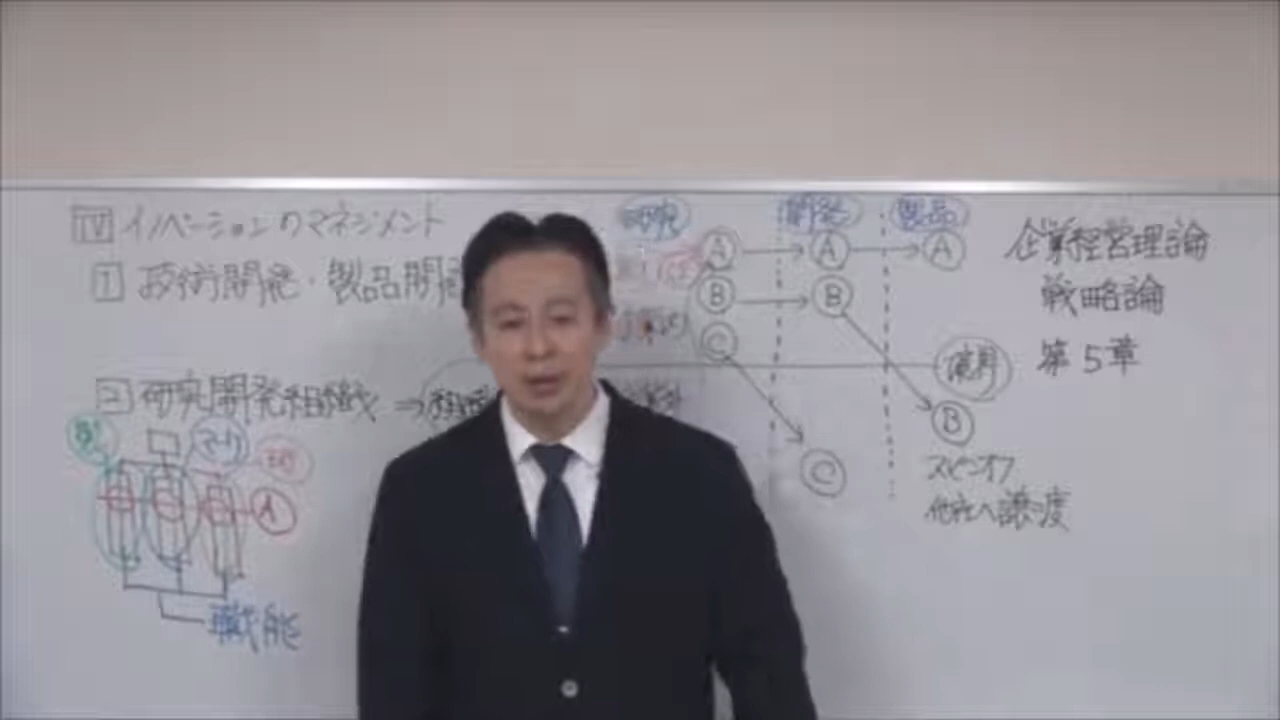 IV イノベーションのマネジメント
1 技術開発・製品開発
研究 開発 製品
A A A
B B
C
企業経営理論
戦略論
第5章
2 研究開発組織 ⇒
B
C
スピンオフ
他社へ譲渡
A
職能